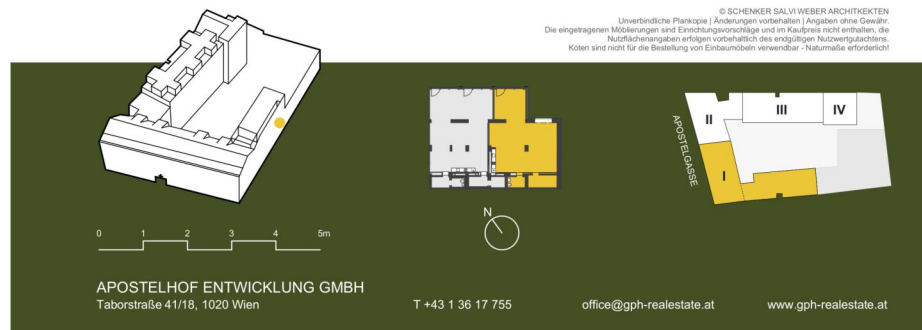 © SCHENKER SALVI WEBER ARCHITEKTEN
Unverbindliche Plankopie | Änderungen vorbehalten | Angaben ohne Gewähr.
Die eingetragenen Möblierungen sind Einrichtungsvorschläge und im Kaufpreis nicht enthalten, die
Nutzflächenangaben erfolgen vorbehaltlich des endgültigen Nutzwertgutachtens.
Koten sind nicht für die Bestellung von Einbaumöbeln verwendbar - Naturmaße erforderlich!
II
III
IV
APOSTELGASSE
I
N
0 1 2 3 4 5m
APOSTELHOF ENTWICKLUNG GMBH
Taborstraße 41/18, 1020 Wien
T +43 1 36 17 755
office@gph-realestate.at
www.gph-realestate.at